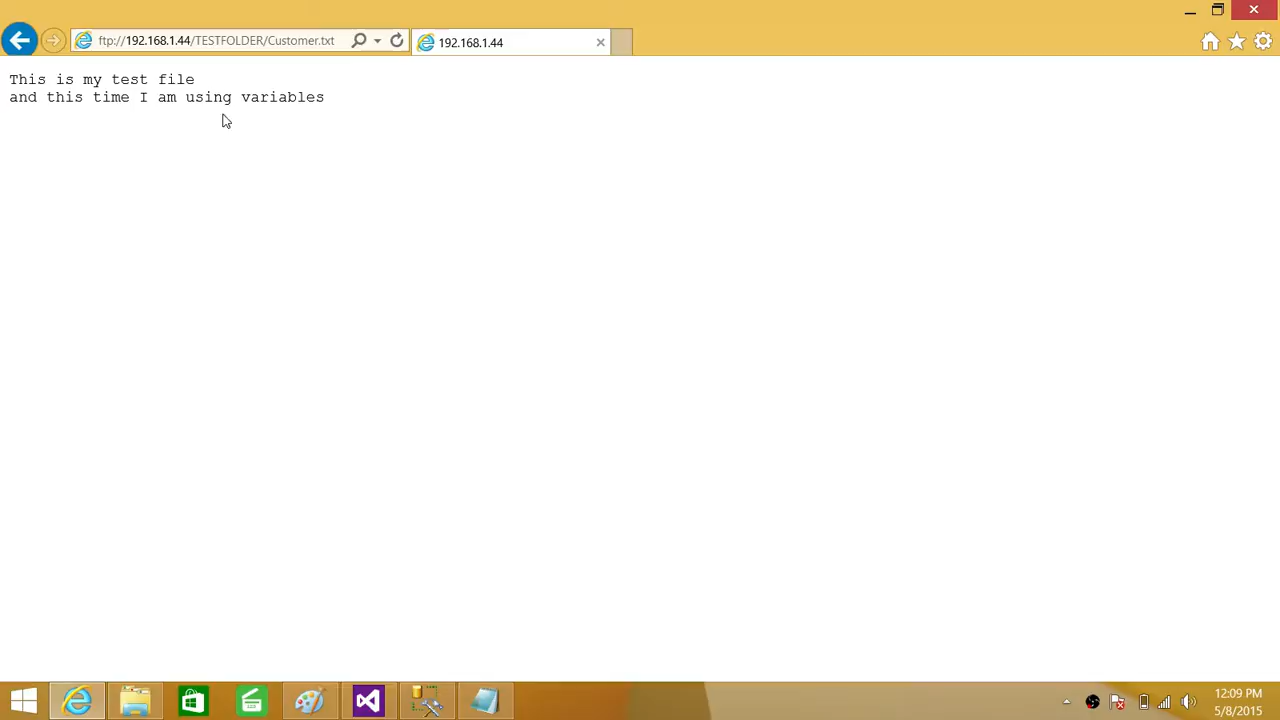 ftp://192.168.1.44/TESTFOLDER/Customer.txt
192.168.1.44
This is my test file
and this time I am using variables
12:09 PM
5/8/2015